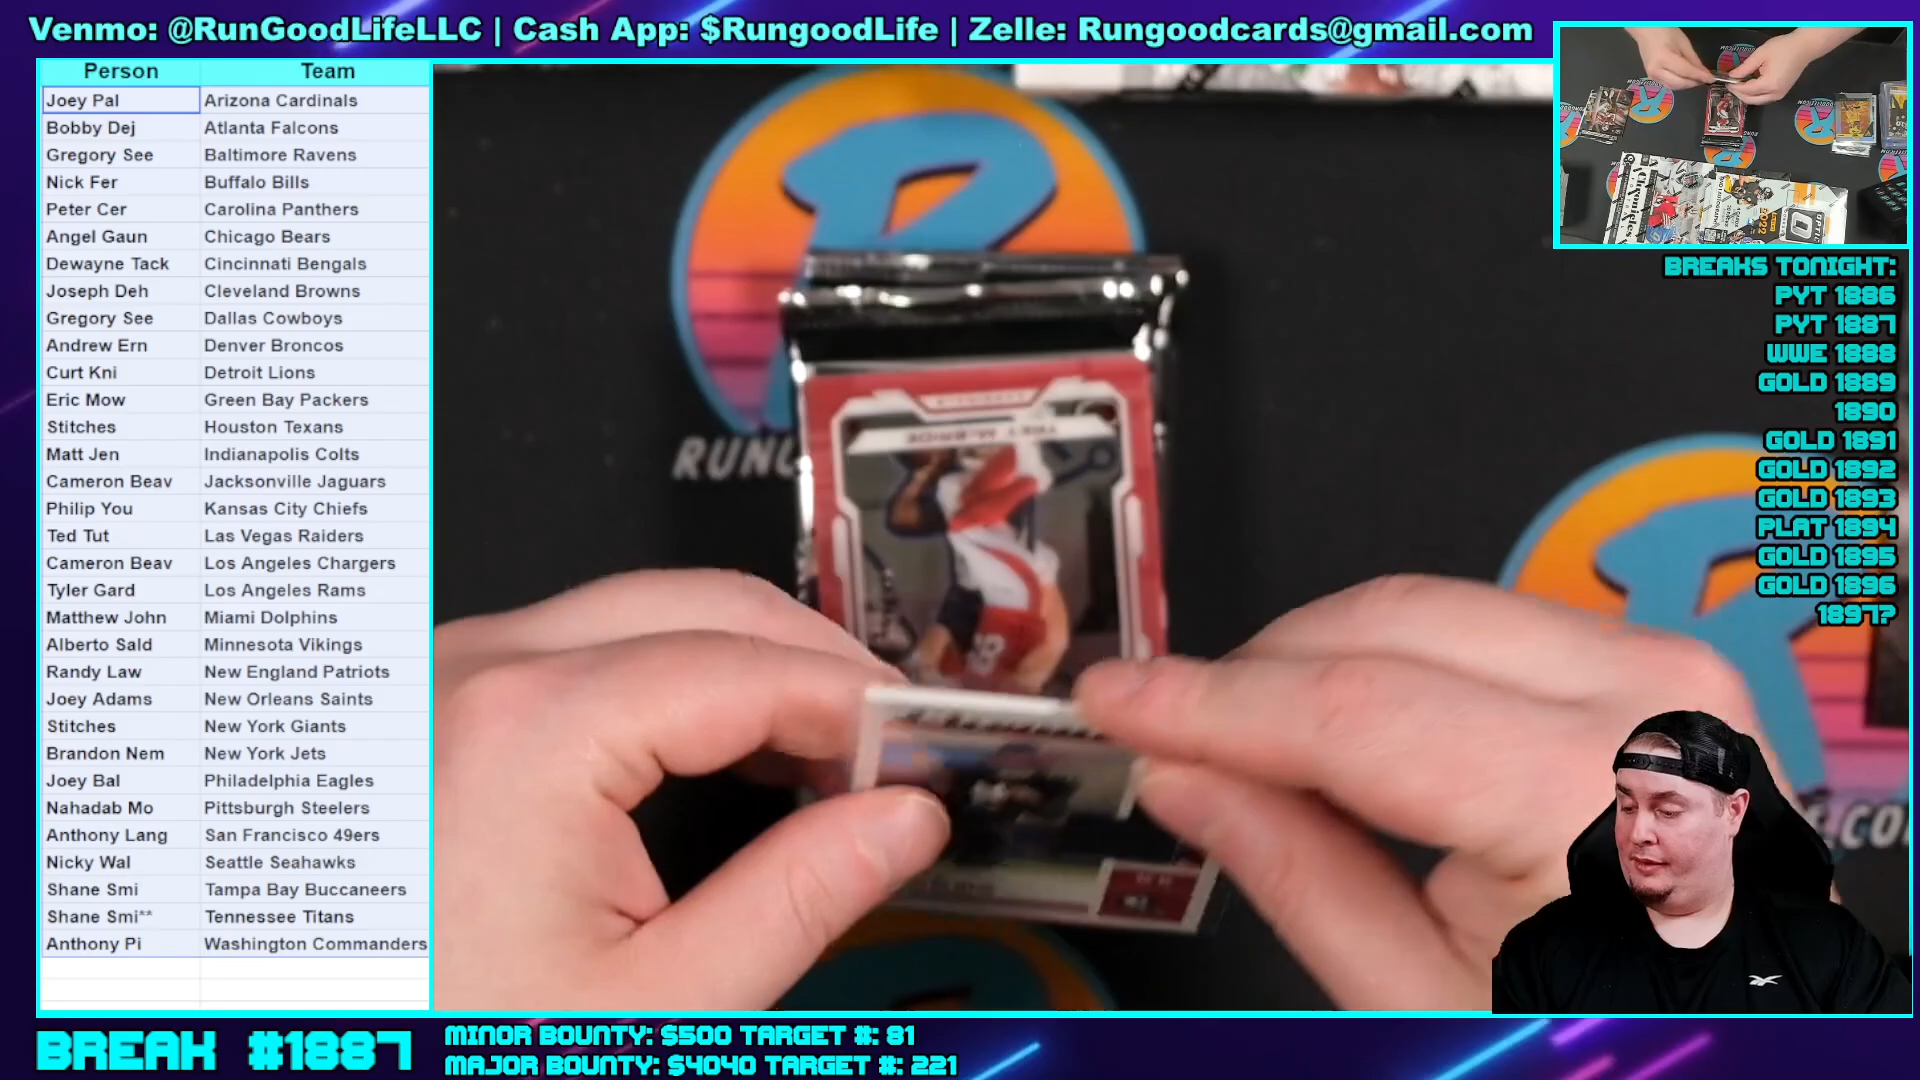 Venmo: @RunGoodLifeLLC | Cash App: $RungoodLife | Zelle: Rungoodcards@gmail.com
Person Team
Joey Pal Arizona Cardinals
Bobby Dej Atlanta Falcons
Gregory See Baltimore Ravens
Nick Fer Buffalo Bills
Peter Cer Carolina Panthers
Angel Gaun Chicago Bears
Dewayne Tack Cincinnati Bengals
Joseph Deh Cleveland Browns
Gregory See Dallas Cowboys
Andrew Ern Denver Broncos
Curt Kni Detroit Lions
Eric Mow Green Bay Packers
Stitches Houston Texans
Matt Jen Indianapolis Colts
Cameron Beav Jacksonville Jaguars
Philip You Kansas City Chiefs
Ted Tut Las Vegas Raiders
Cameron Beav Los Angeles Chargers
Tyler Gard Los Angeles Rams
Matthew John Miami Dolphins
Alberto Sald Minnesota Vikings
Randy Law New England Patriots
Joey Adams New Orleans Saints
Stitches New York Giants
Brandon Nem New York Jets
Joey Bal Philadelphia Eagles
Nahadab Mo Pittsburgh Steelers
Anthony Lang San Francisco 49ers
Nicky Wal Seattle Seahawks
Shane Smi Tampa Bay Buccaneers
Shane Smi** Tennessee Titans
Anthony Pi Washington Commanders
TREY McBRIDE
Chronicles
OPTIC
2022
BREAKS TONIGHT:
PYT 1886
PYT 1887
WWE 1888
GOLD 1889
1890
GOLD 1891
GOLD 1892
GOLD 1893
PLAT 1894
GOLD 1895
GOLD 1896
1897?
BREAK #1887
MINOR BOUNTY: $500 TARGET #: 81
MAJOR BOUNTY: $4040 TARGET #: 221